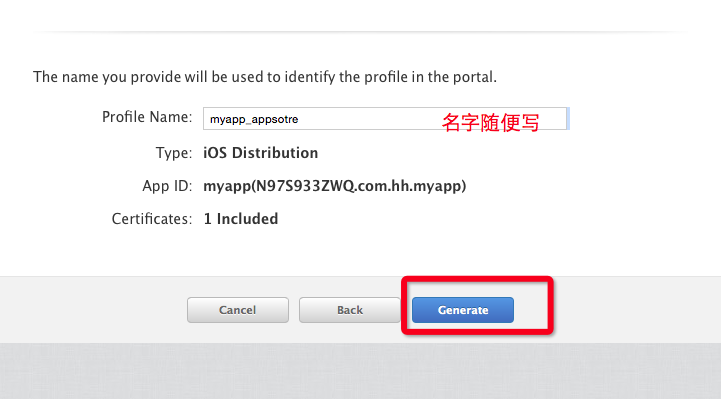 The name you provide will be used to identify the profile in the portal.
Profile Name: myapp_appsotre 名字随便写
Type: iOS Distribution
App ID: myapp(N97S933ZWQ.com.hh.myapp)
Certificates: 1 Included
Cancel Back Generate